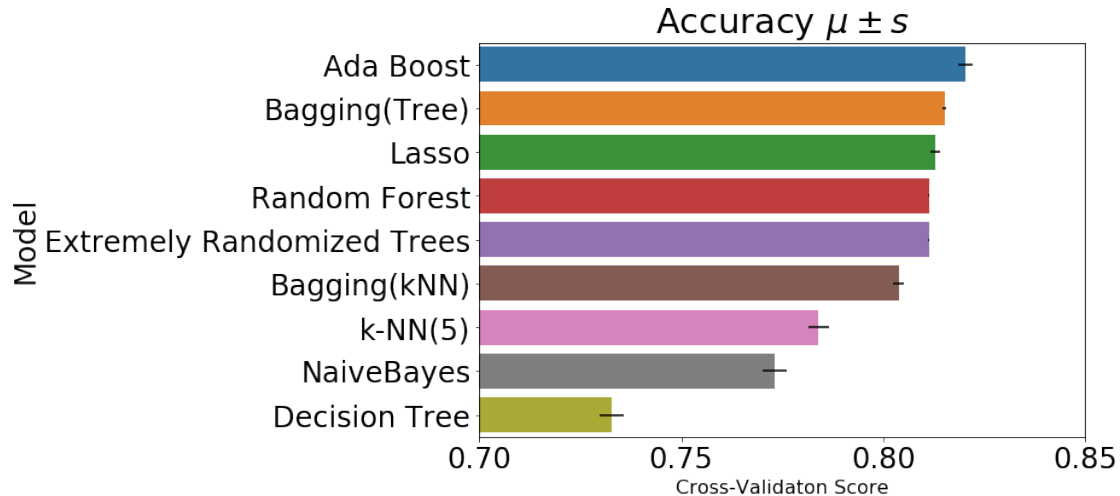 Accuracy μ ± s
Model
Ada Boost
Bagging(Tree)
Lasso
Random Forest
Extremely Randomized Trees
Bagging(kNN)
k-NN(5)
NaiveBayes
Decision Tree
0.70 0.75 0.80 0.85
Cross-Validaton Score